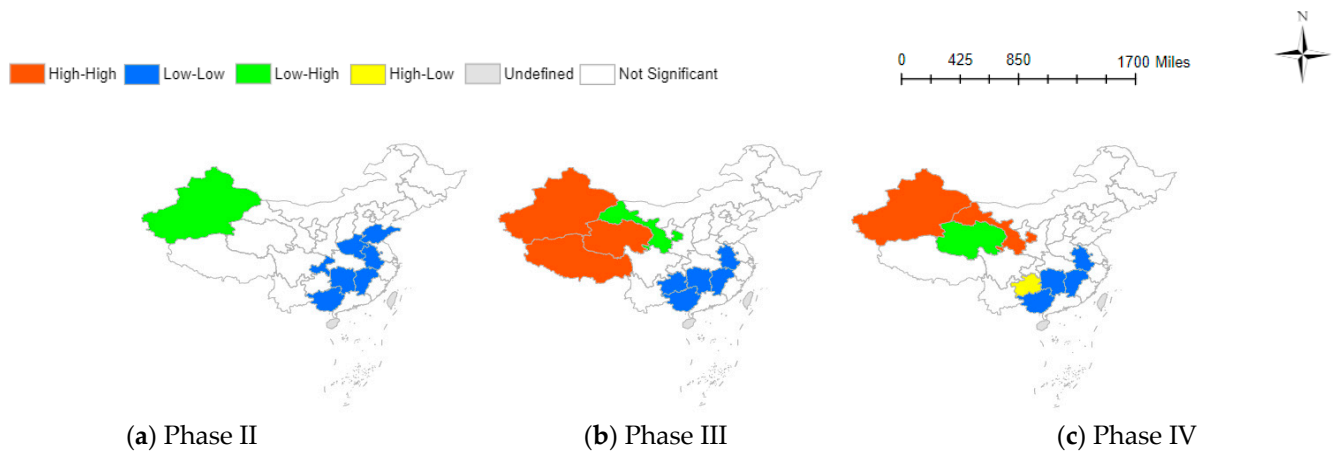 N
High-High Low-Low Low-High High-Low Undefined Not Significant
0 425 850 1700 Miles
(a) Phase II (b) Phase III (c) Phase IV